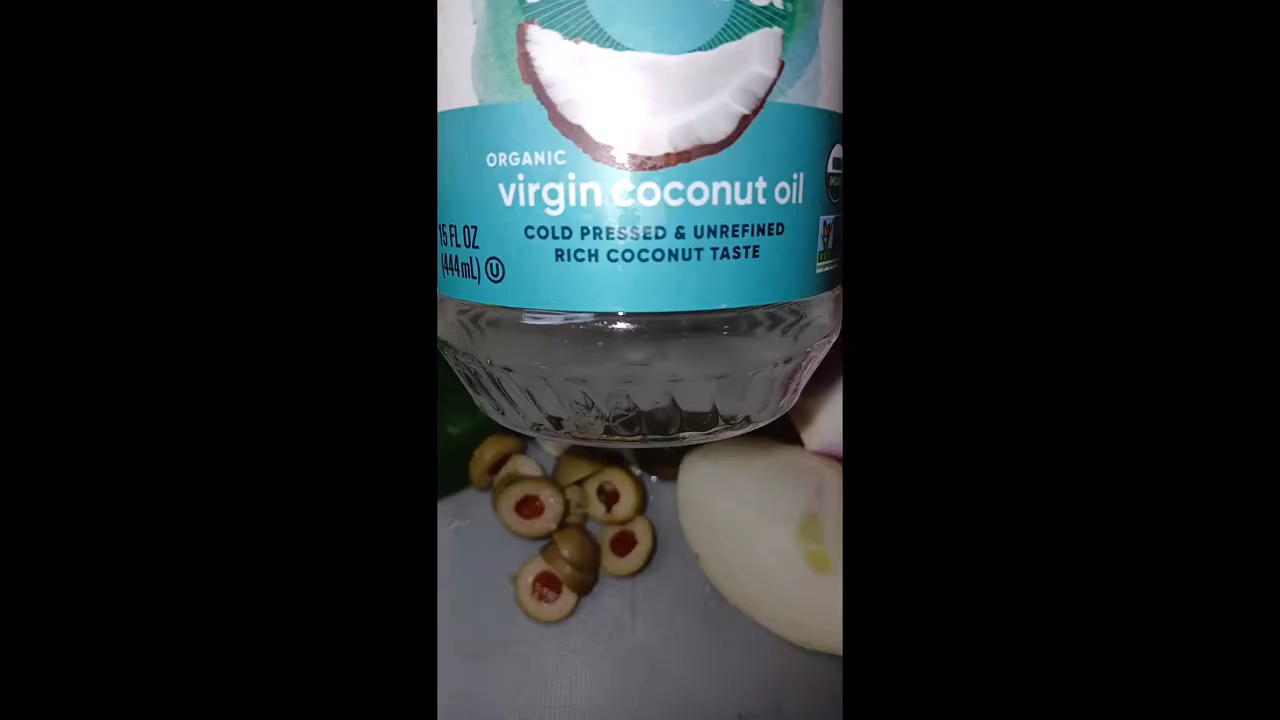 ORGANIC
virgin coconut oil
COLD PRESSED & UNREFINED
RICH COCONUT TASTE
15 FL OZ
(444mL) U